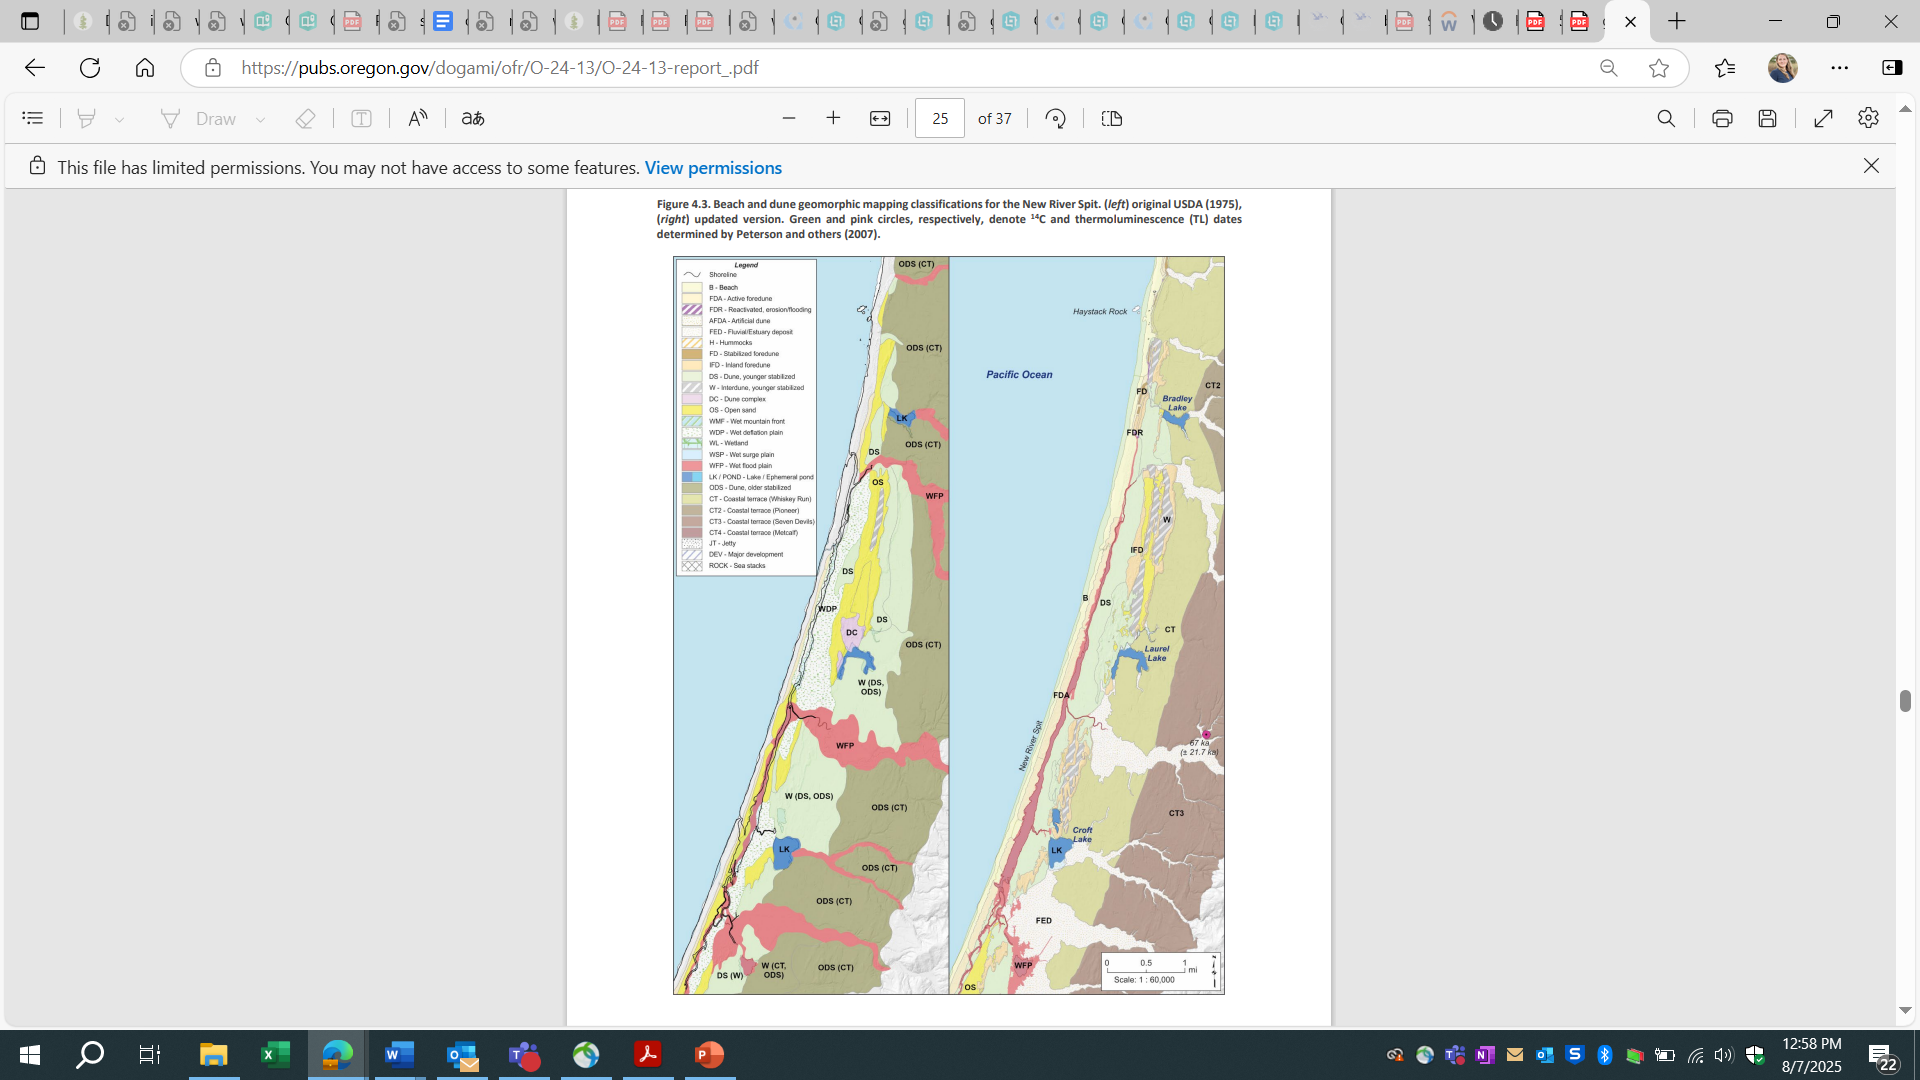 https://pubs.oregon.gov/dogami/ofr/O-24-13/O-24-13-report_.pdf
Draw
25 of 37
This file has limited permissions. You may not have access to some features. View permissions
Figure 4.3. Beach and dune geomorphic mapping classifications for the New River Spit. (left) original USDA (1975),
(right) updated version. Green and pink circles, respectively, denote ¹⁴C and thermoluminescence (TL) dates
determined by Peterson and others (2007).
Legend
Shoreline
B - Beach
FDA - Active foredune
FDR - Reactivated, erosion/flooding
AFDA - Artificial dune
FED - Fluvial/Estuary deposit
H - Hummocks
FD - Stabilized foredune
IFD - Inland foredune
DS - Dune, younger stabilized
W - Interdune, younger stabilized
DC - Dune complex
OS - Open sand
WMF - Wet mountain front
WDP - Wet deflation plain
WL - Wetland
WSP - Wet surge plain
WFP - Wet flood plain
LK / POND - Lake / Ephemeral pond
ODS - Dune, older stabilized
CT - Coastal terrace (Whiskey Run)
CT2 - Coastal terrace (Pioneer)
CT3 - Coastal terrace (Seven Devils)
CT4 - Coastal terrace (Metcalf)
JT - Jetty
DEV - Major development
ROCK - Sea stacks
ODS (CT)
ODS (CT)
LK
ODS (CT)
DS
OS
WFP
DS
WDP
DS
DC
ODS (CT)
W (DS,
ODS)
WFP
W (DS, ODS)
ODS (CT)
LK
ODS (CT)
ODS (CT)
DS (W)
W (CT,
ODS)
ODS (CT)
Haystack Rock
Pacific Ocean
CT2
FD
Bradley
Lake
FDR
W
IFD
B
DS
CT
Laurel
Lake
FDA
New River Spit
67 ka
(± 21.7 ka)
CT3
Croft
Lake
LK
FED
WFP
OS
0 0.5 1 mi
Scale: 1 : 60,000
12:58 PM
8/7/2025
22